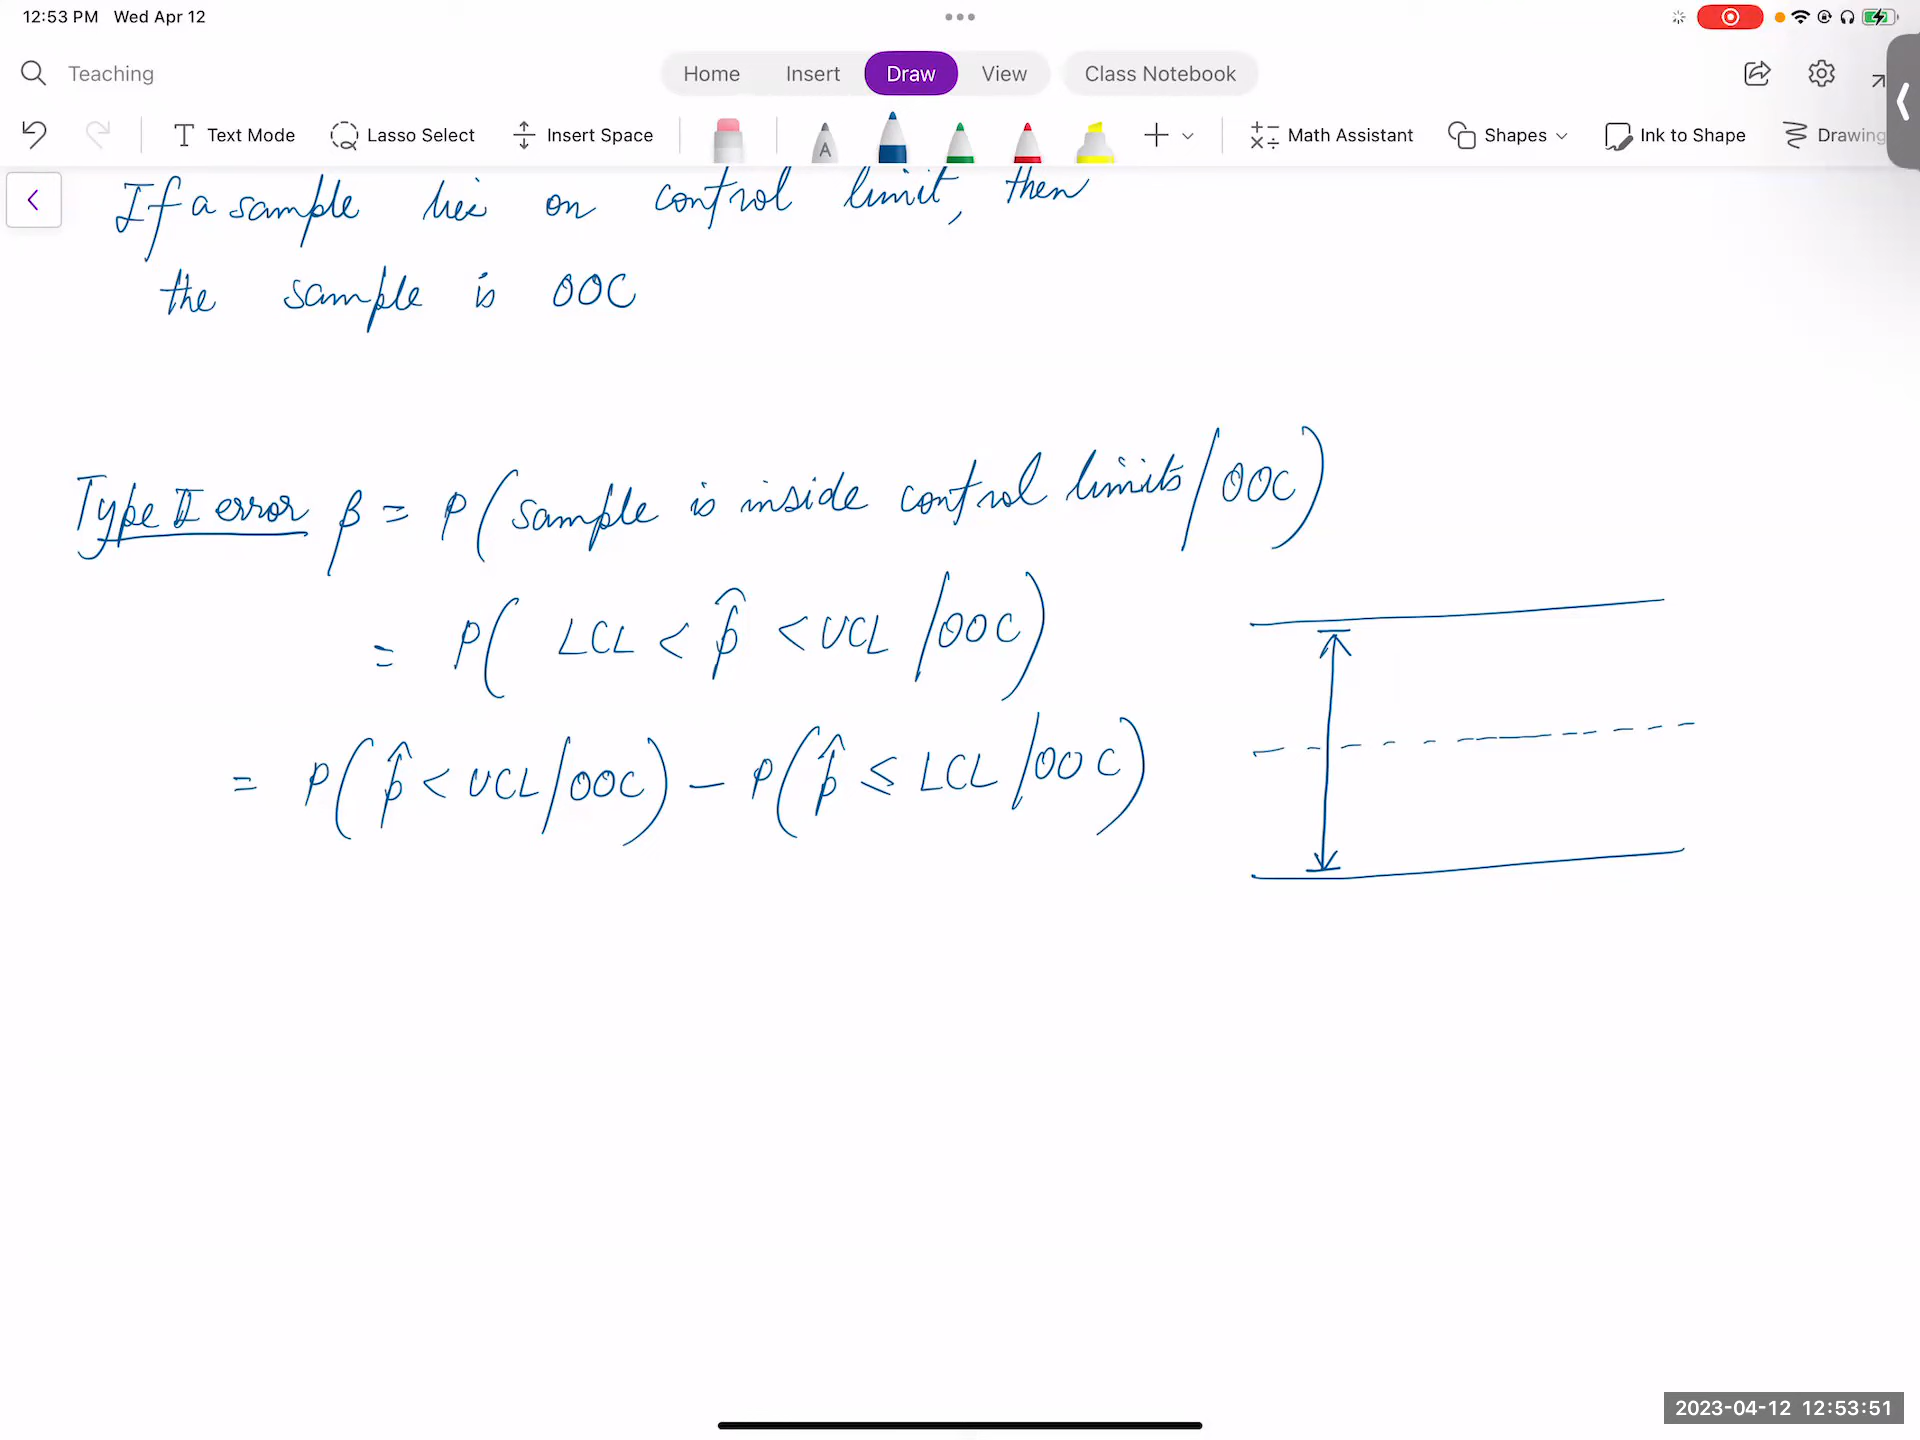 12:53 PM Wed Apr 12
Teaching
Home Insert Draw View Class Notebook
Text Mode Lasso Select Insert Space A Math Assistant Shapes Ink to Shape Drawing
If a sample lies on control limit, then
the sample is OOC
Type II error β = P(sample is inside control limits/OOC)
= P( LCL < p̂ < UCL /OOC)
= P(p̂ < UCL/OOC) - P(p̂ ≤ LCL/OOC)
2023-04-12 12:53:51